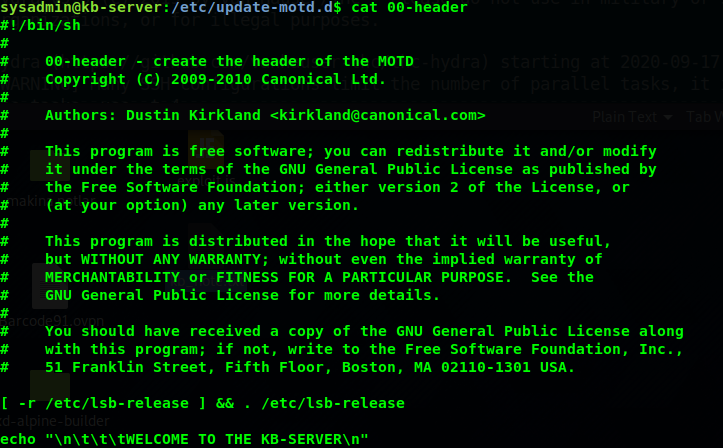 sysadmin@kb-server:/etc/update-motd.d$ cat 00-header
#!/bin/sh
#
#    00-header - create the header of the MOTD
#    Copyright (C) 2009-2010 Canonical Ltd.
#
#    Authors: Dustin Kirkland <kirkland@canonical.com>
#
#    This program is free software; you can redistribute it and/or modify
#    it under the terms of the GNU General Public License as published by
#    the Free Software Foundation; either version 2 of the License, or
#    (at your option) any later version.
#
#    This program is distributed in the hope that it will be useful,
#    but WITHOUT ANY WARRANTY; without even the implied warranty of
#    MERCHANTABILITY or FITNESS FOR A PARTICULAR PURPOSE.  See the
#    GNU General Public License for more details.
#
#    You should have received a copy of the GNU General Public License along
#    with this program; if not, write to the Free Software Foundation, Inc.,
#    51 Franklin Street, Fifth Floor, Boston, MA 02110-1301 USA.

[ -r /etc/lsb-release ] && . /etc/lsb-release

echo "\n\t\t\tWELCOME TO THE KB-SERVER\n"
Plain Text